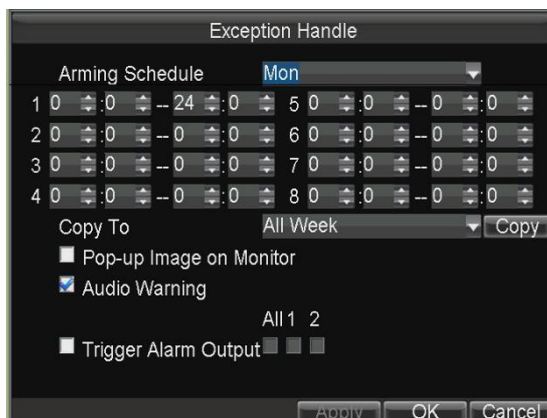 Exception Handle
Arming Schedule Mon
1 0 :0 -- 24 :0 5 0 :0 -- 0 :0
2 0 :0 -- 0 :0 6 0 :0 -- 0 :0
3 0 :0 -- 0 :0 7 0 :0 -- 0 :0
4 0 :0 -- 0 :0 8 0 :0 -- 0 :0
Copy To All Week Copy
Pop-up Image on Monitor
Audio Warning
All 1 2
Trigger Alarm Output
Apply OK Cancel